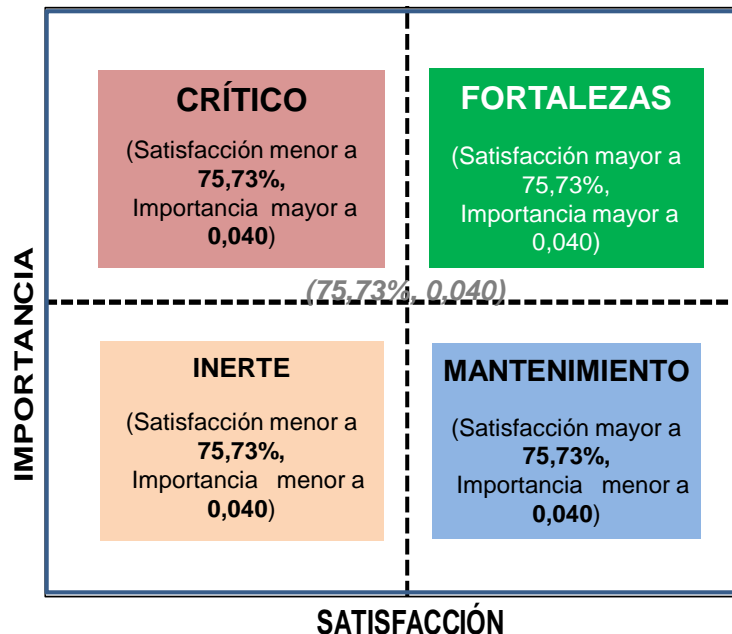 CRÍTICO
(Satisfacción menor a
75,73%,
Importancia mayor a
0,040)
FORTALEZAS
(Satisfacción mayor a
75,73%,
Importancia mayor a
0,040)
(75,73%, 0,040)
IMPORTANCIA
INERTE
(Satisfacción menor a
75,73%,
Importancia menor a
0,040)
MANTENIMIENTO
(Satisfacción mayor a
75,73%,
Importancia menor a
0,040)
SATISFACCIÓN